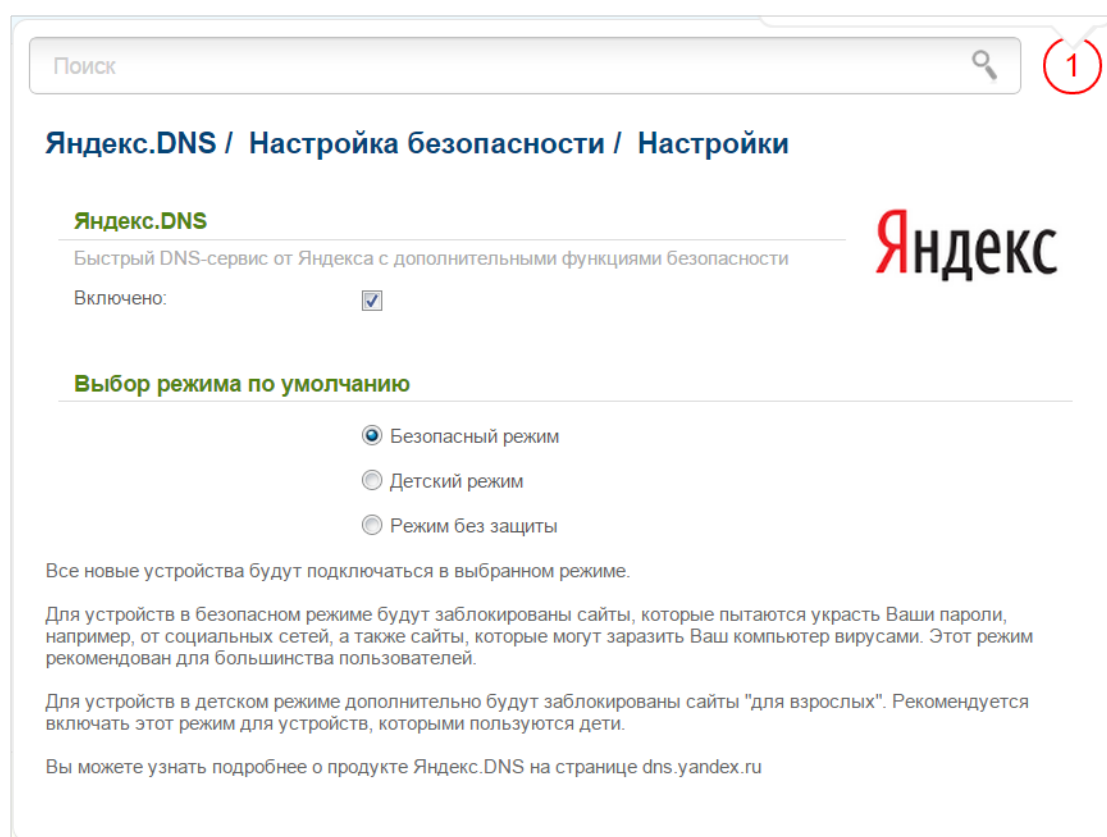 Поиск
1
Яндекс.DNS / Настройка безопасности / Настройки
Яндекс.DNS
Яндекс
Быстрый DNS-сервис от Яндекса с дополнительными функциями безопасности
Включено:
Выбор режима по умолчанию
Безопасный режим
Детский режим
Режим без защиты
Все новые устройства будут подключаться в выбранном режиме.
Для устройств в безопасном режиме будут заблокированы сайты, которые пытаются украсть Ваши пароли,
например, от социальных сетей, а также сайты, которые могут заразить Ваш компьютер вирусами. Этот режим
рекомендован для большинства пользователей.
Для устройств в детском режиме дополнительно будут заблокированы сайты "для взрослых". Рекомендуется
включать этот режим для устройств, которыми пользуются дети.
Вы можете узнать подробнее о продукте Яндекс.DNS на странице dns.yandex.ru